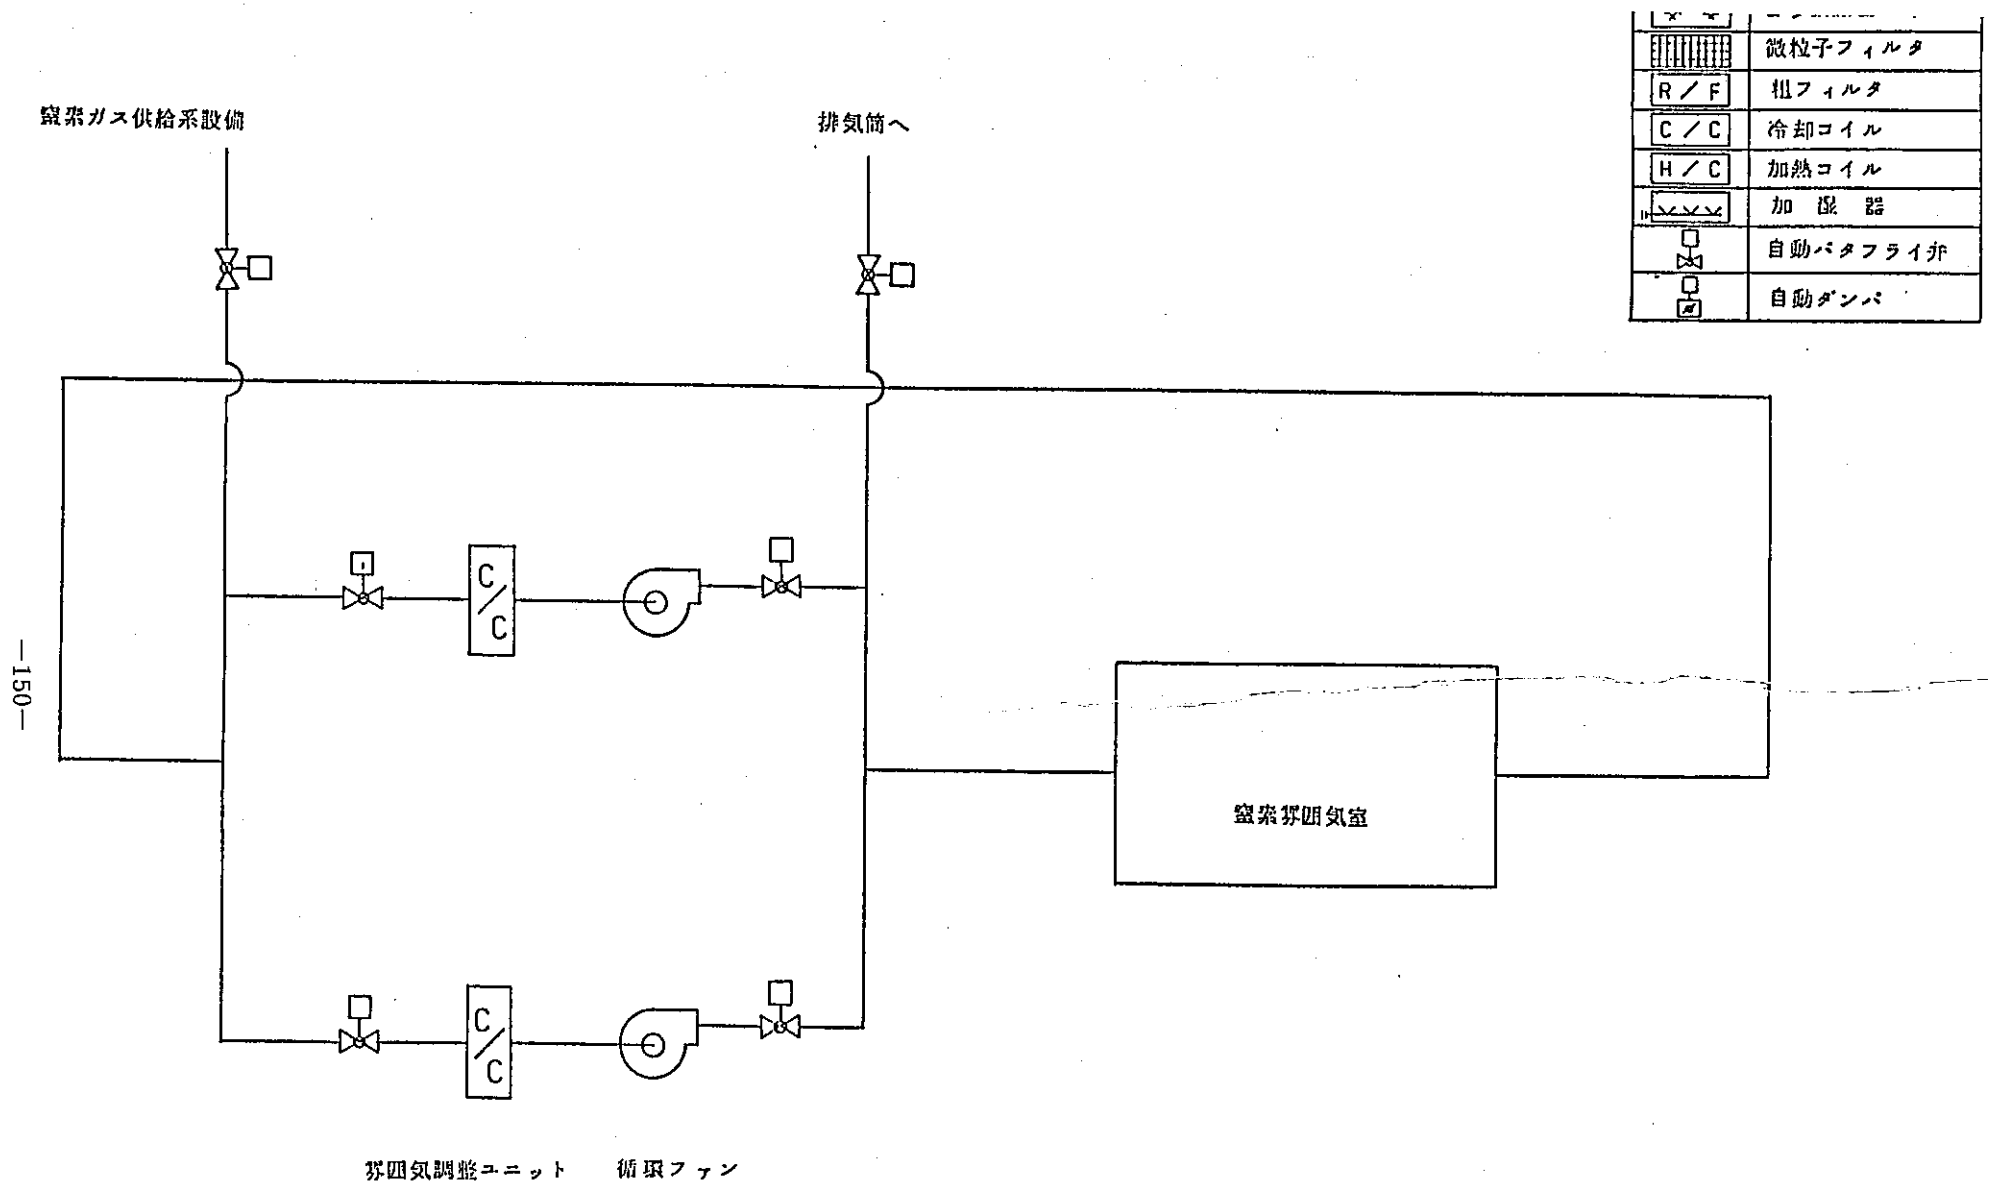 窒素ガス供給系設備
排気筒へ
微粒子フィルタ
R/F 粗フィルタ
C/C 冷却コイル
H/C 加熱コイル
加湿器
自動バタフライ弁
自動ダンパ
C/C
窒素雰囲気室
C/C
雰囲気調整ユニット 循環ファン
—150—